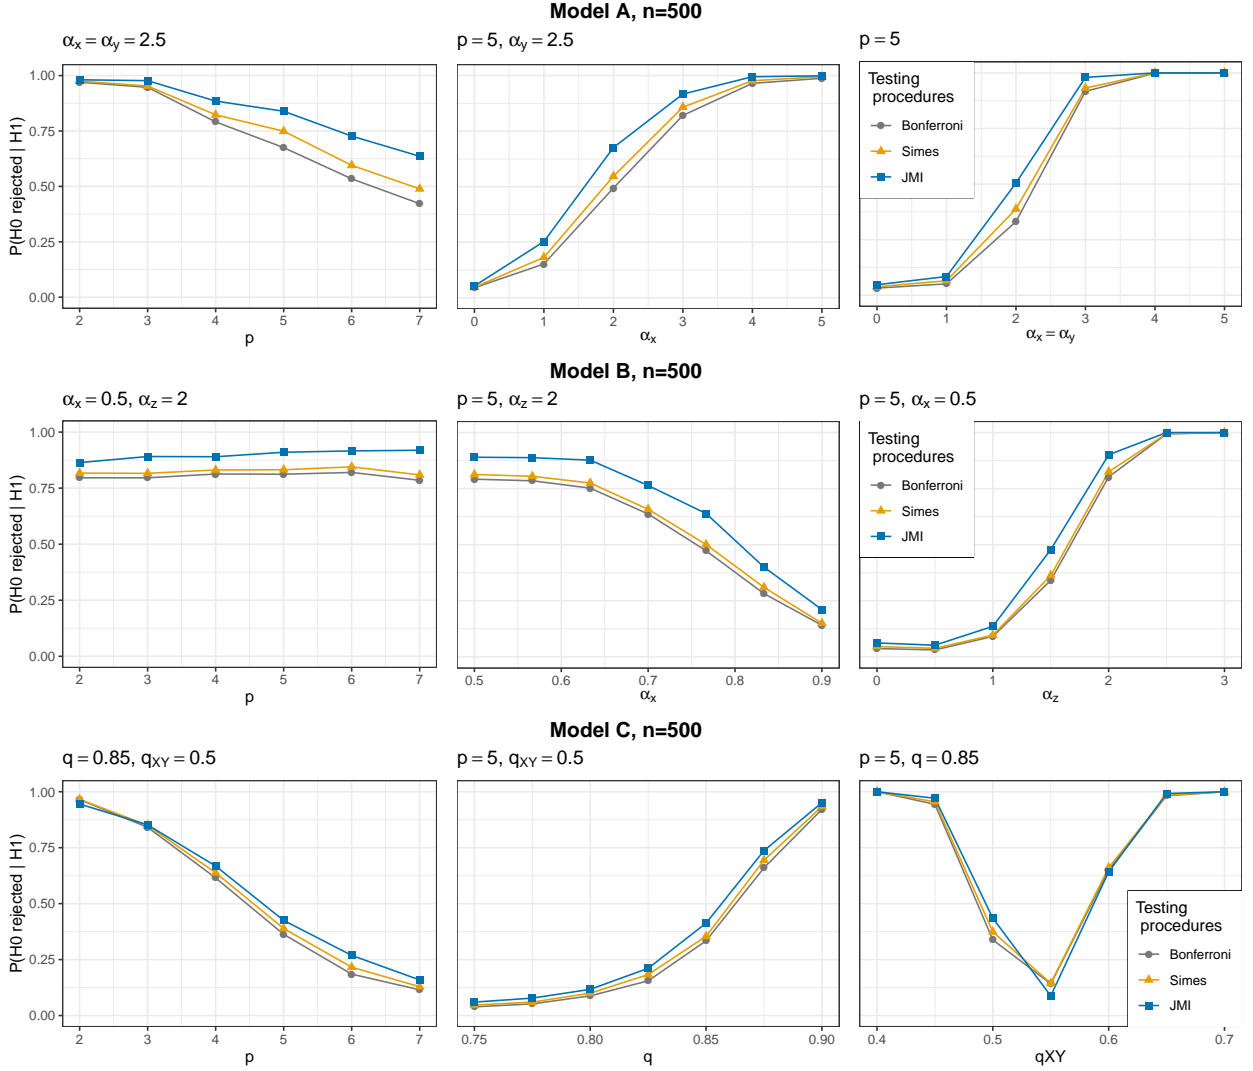 Model A, n=500
αx = αy = 2.5
p = 5, αy = 2.5
p = 5
P(H0 rejected | H1)
1.00
0.75
0.50
0.25
0.00
2 3 4 5 6 7
p
0 1 2 3 4 5
αx
Testing
procedures
Bonferroni
Simes
JMI
0 1 2 3 4 5
αx = αy
Model B, n=500
αx = 0.5, αz = 2
p = 5, αz = 2
p = 5, αx = 0.5
P(H0 rejected | H1)
1.00
0.75
0.50
0.25
0.00
2 3 4 5 6 7
p
0.5 0.6 0.7 0.8 0.9
αx
Testing
procedures
Bonferroni
Simes
JMI
0 1 2 3
αz
Model C, n=500
q = 0.85, qXY = 0.5
p = 5, qXY = 0.5
p = 5, q = 0.85
P(H0 rejected | H1)
1.00
0.75
0.50
0.25
0.00
2 3 4 5 6 7
p
0.75 0.80 0.85 0.90
q
Testing
procedures
Bonferroni
Simes
JMI
0.4 0.5 0.6 0.7
qXY